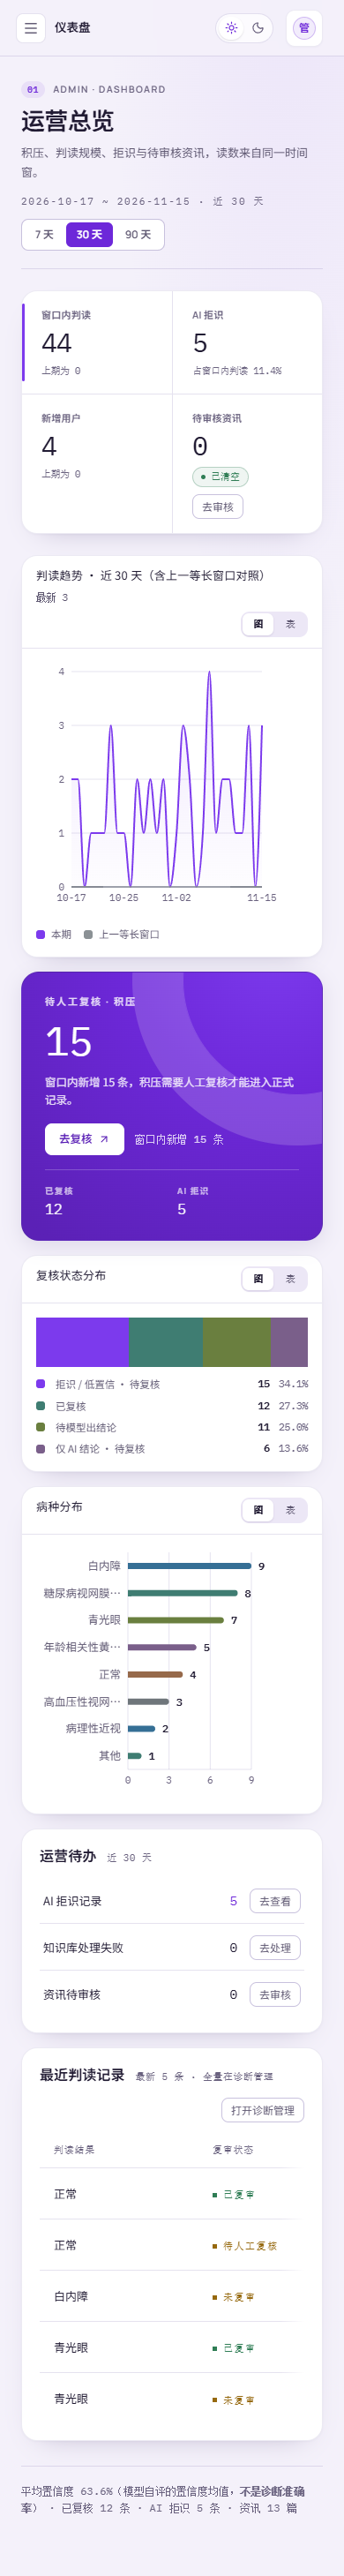 仪表盘
管
01 ADMIN · DASHBOARD
运营总览
积压、判读规模、拒识与待审核资讯，读数来自同一时间
窗。
2026-10-17 ~ 2026-11-15 · 近 30 天
7 天 30 天 90 天
窗口内判读
44
上期为 0
AI 拒识
5
占窗口内判读 11.4%
新增用户
4
上期为 0
待审核资讯
0
已清空
去审核
判读趋势 · 近 30 天（含上一等长窗口对照）
最新 3
图 表
4
3
2
1
0
10-17 10-25 11-02 11-15
本期 上一等长窗口
待人工复核 · 积压
15
窗口内新增 15 条，积压需要人工复核才能进入正式
记录。
去复核 窗口内新增 15 条
已复核 AI 拒识
12 5
复核状态分布
图 表
拒识 / 低置信 · 待复核 15 34.1%
已复核 12 27.3%
待模型出结论 11 25.0%
仅 AI 结论 · 待复核 6 13.6%
病种分布
图 表
白内障 9
糖尿病视网膜… 8
青光眼 7
年龄相关性黄… 5
正常 4
高血压性视网… 3
病理性近视 2
其他 1
0 3 6 9
运营待办 近 30 天
AI 拒识记录 5 去查看
知识库处理失败 0 去处理
资讯待审核 0 去审核
最近判读记录 最新 5 条 · 全量在诊断管理
打开诊断管理
判读结果 复审状态
正常 已复审
正常 待人工复核
白内障 未复审
青光眼 已复审
青光眼 未复审
平均置信度 63.6%（模型自评的置信度均值，不是诊断准确
率） · 已复核 12 条 · AI 拒识 5 条 · 资讯 13 篇